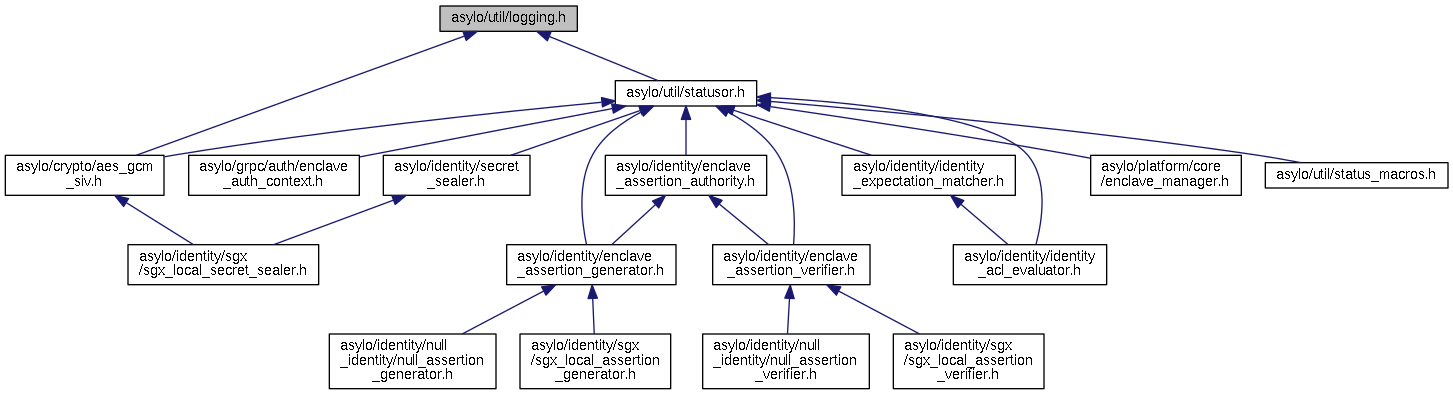 asylo/util/logging.h
asylo/util/statusor.h
asylo/crypto/aes_gcm
_siv.h
asylo/grpc/auth/enclave
_auth_context.h
asylo/identity/secret
_sealer.h
asylo/identity/enclave
_assertion_authority.h
asylo/identity/identity
_expectation_matcher.h
asylo/platform/core
/enclave_manager.h
asylo/util/status_macros.h
asylo/identity/sgx
/sgx_local_secret_sealer.h
asylo/identity/enclave
_assertion_generator.h
asylo/identity/enclave
_assertion_verifier.h
asylo/identity/identity
_acl_evaluator.h
asylo/identity/null
_identity/null_assertion
_generator.h
asylo/identity/sgx
/sgx_local_assertion
_generator.h
asylo/identity/null
_identity/null_assertion
_verifier.h
asylo/identity/sgx
/sgx_local_assertion
_verifier.h